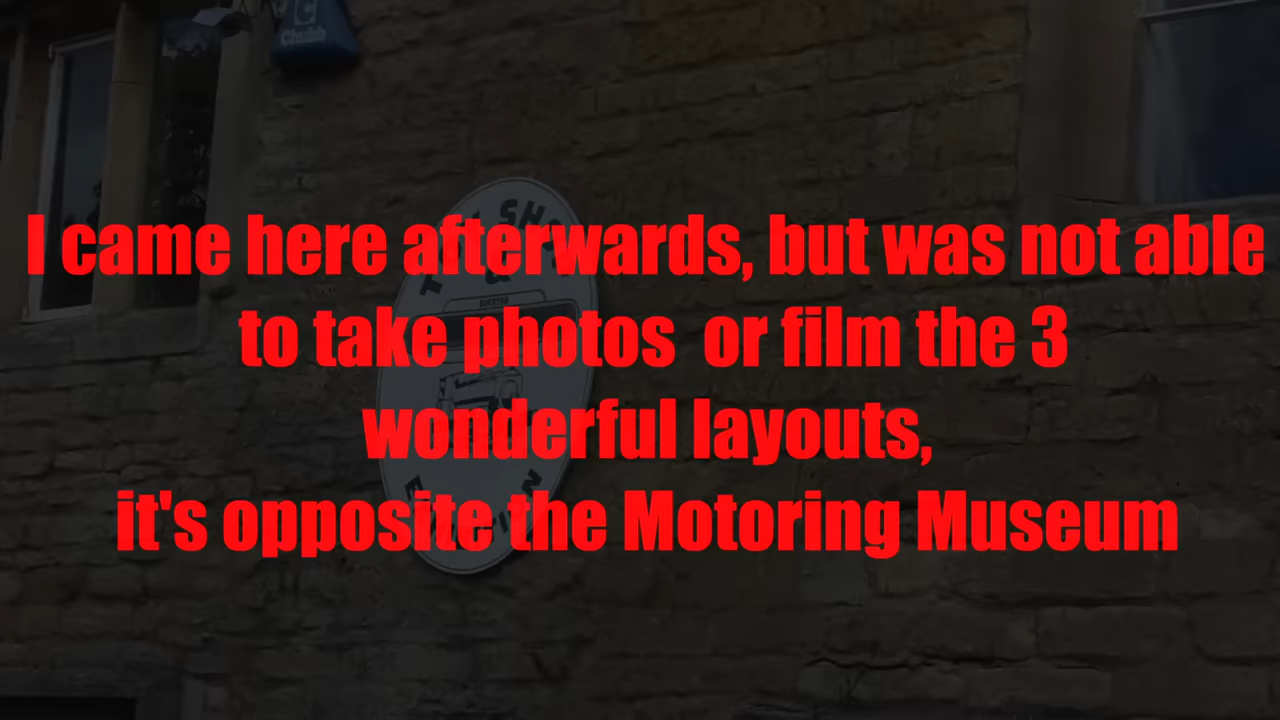 Chubb
I came here afterwards, but was not able
to take photos  or film the 3
wonderful layouts,
it's opposite the Motoring Museum